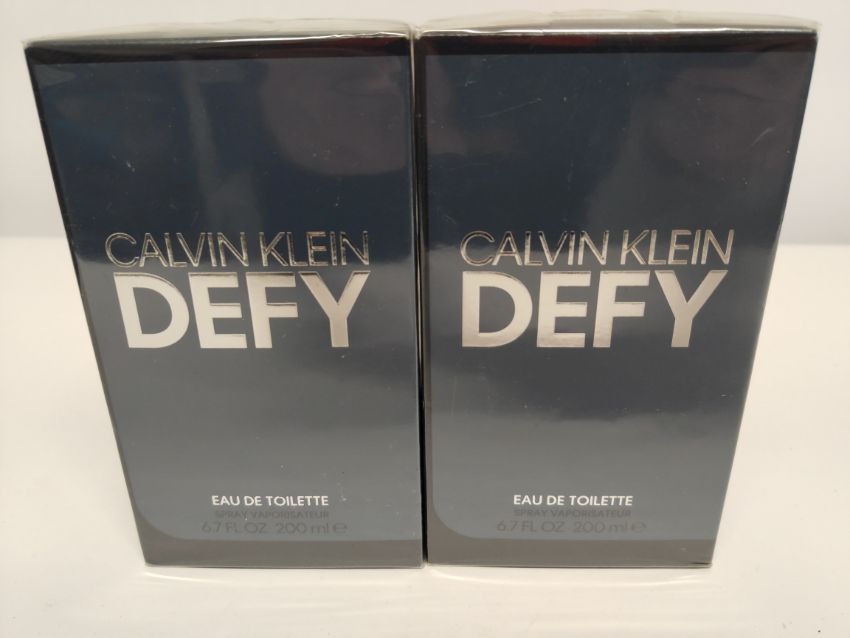 CALVIN KLEIN
DEFY
EAU DE TOILETTE
SPRAY VAPORISATEUR
6.7 FL OZ 200 ml ℮
CALVIN KLEIN
DEFY
EAU DE TOILETTE
SPRAY VAPORISATEUR
6.7 FL OZ 200 ml ℮